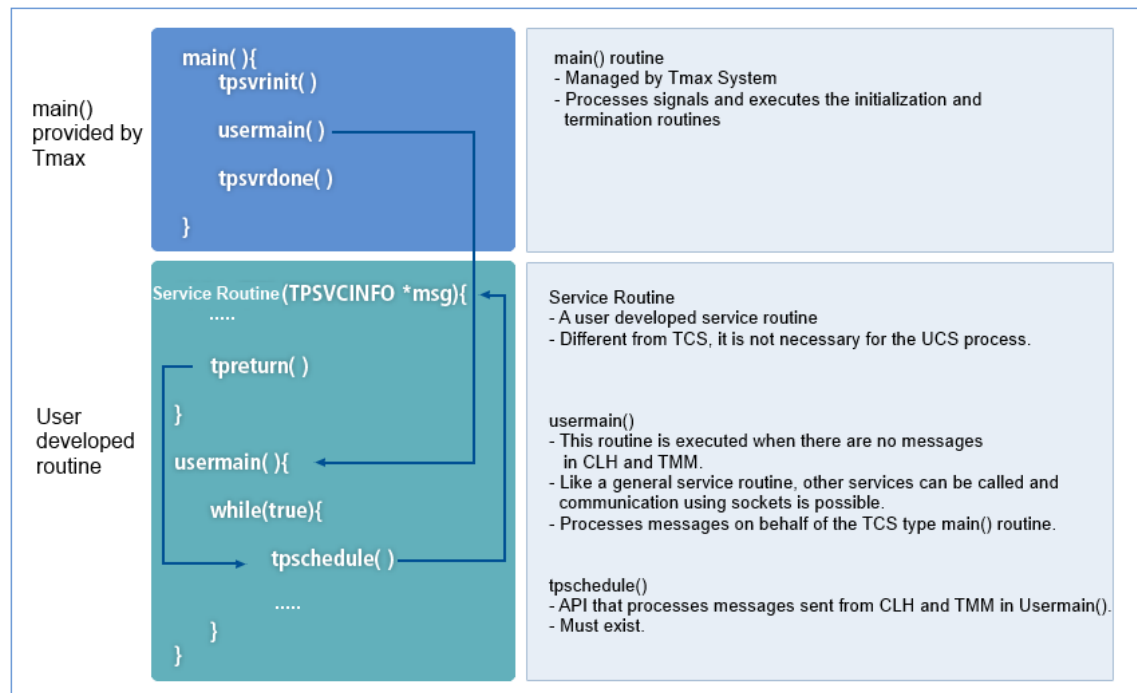 main()
provided by
Tmax
main( ){
tpsvrinit( )
usermain( )
tpsvrdone( )
}
main() routine
- Managed by Tmax System
- Processes signals and executes the initialization and
termination routines
User
developed
routine
Service Routine(TPSVCINFO *msg){
.....
tpreturn( )
}
usermain( ){
while(true){
tpschedule( )
.....
}
}
Service Routine
- A user developed service routine
- Different from TCS, it is not necessary for the UCS process.
usermain()
- This routine is executed when there are no messages
in CLH and TMM.
- Like a general service routine, other services can be called and
communication using sockets is possible.
- Processes messages on behalf of the TCS type main() routine.
tpschedule()
- API that processes messages sent from CLH and TMM in Usermain().
- Must exist.